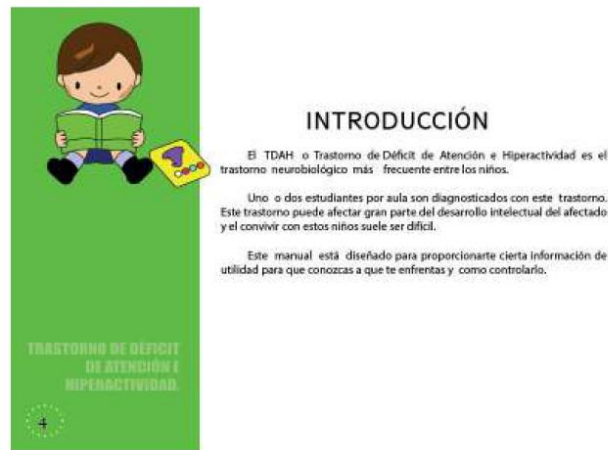 INTRODUCCIÓN
El TDAH o Trastorno de Déficit de Atención e Hiperactividad es el
trastorno neurobiológico más frecuente entre los niños.
Uno o dos estudiantes por aula son diagnosticados con este trastorno.
Este trastorno puede afectar gran parte del desarrollo intelectual del afectado
y el convivir con estos niños suele ser difícil.
Este manual está diseñado para proporcionarte cierta información de
utilidad para que conozcas a que te enfrentas y como controlarlo.
TRASTORNO DE DÉFICIT
DE ATENCIÓN E
HIPERACTIVIDAD.
4